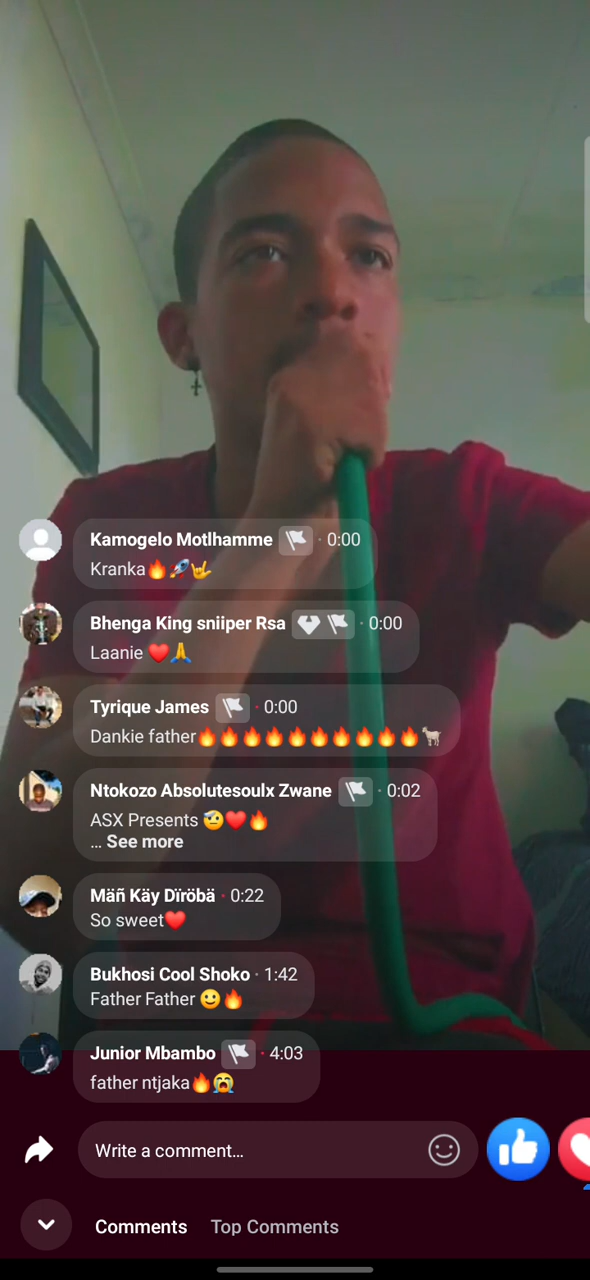 Kamogelo Motlhamme · 0:00
Kranka🔥🚀🤟
Bhenga King sniiper Rsa · 0:00
Laanie ❤️🙏
Tyrique James · 0:00
Dankie father🔥🔥🔥🔥🔥🔥🔥🔥🔥🔥🐐
Ntokozo Absolutesoulx Zwane · 0:02
ASX Presents 🤕❤️🔥
... See more
Mäñ Käy Dïröbä · 0:22
So sweet❤️
Bukhosi Cool Shoko · 1:42
Father Father 🙂🔥
Junior Mbambo · 4:03
father ntjaka🔥😭
Write a comment...
Comments Top Comments